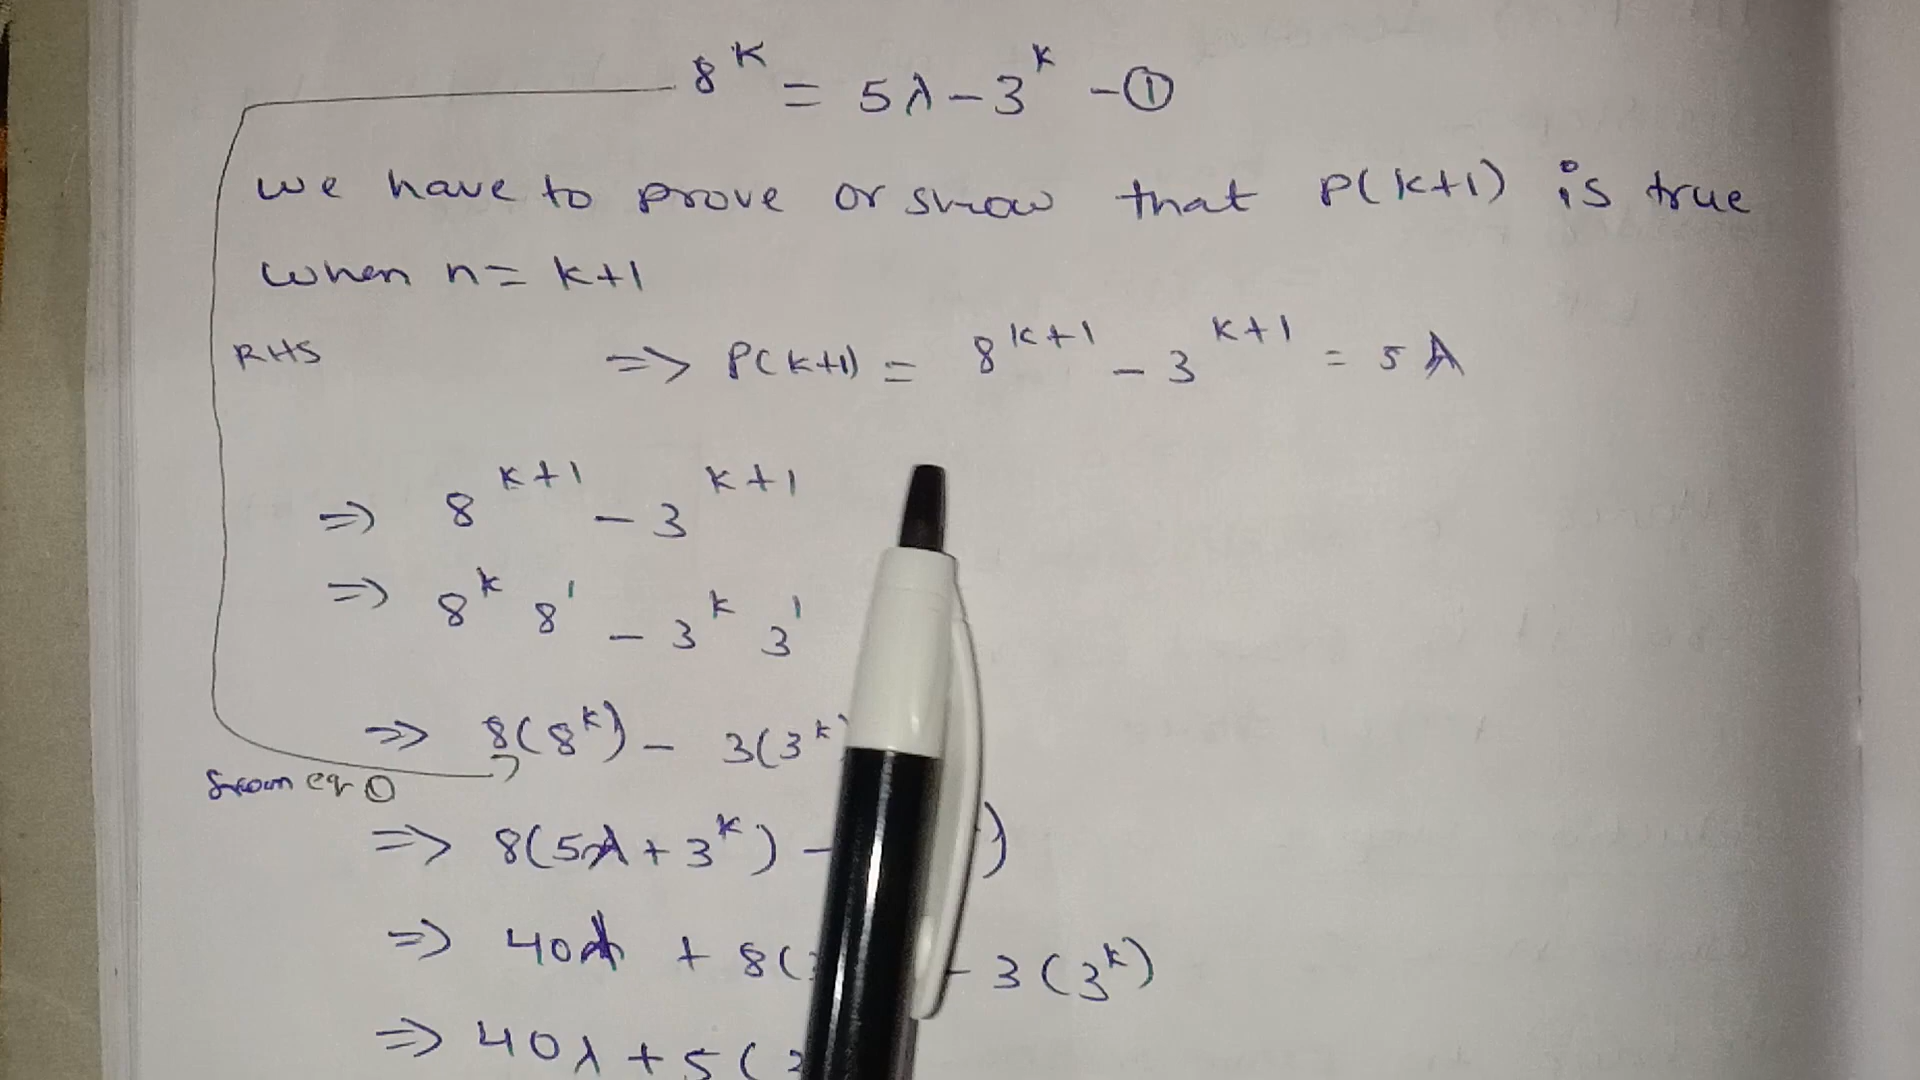 8^k = 5λ - 3^k - ①
we have to prove or show that P(k+1) is true
when n = k+1
RHS => P(k+1) = 8^{k+1} - 3^{k+1} = 5λ
=> 8^{k+1} - 3^{k+1}
=> 8^k 8^1 - 3^k 3^1
=> 8(8^k) - 3(3^k
from eq ①
=> 8(5λ + 3^k) - )
=> 40λ + 8( - 3(3^k)
=> 40λ + 5(